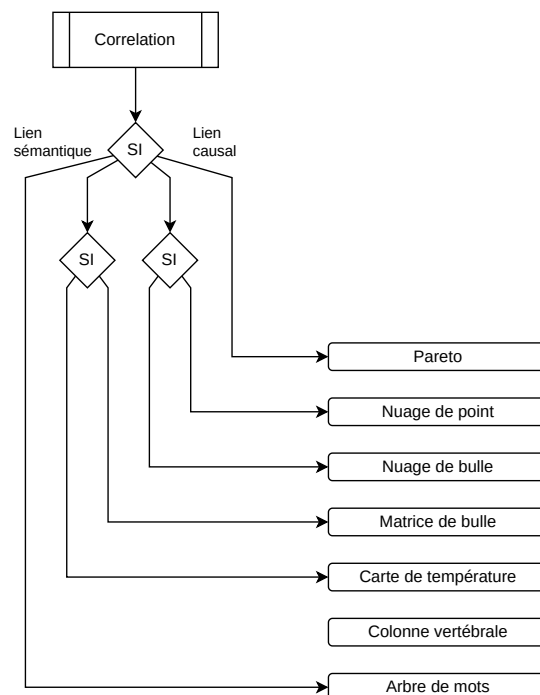 Correlation
Lien
sémantique
SI
Lien
causal
SI
SI
Pareto
Nuage de point
Nuage de bulle
Matrice de bulle
Carte de température
Colonne vertébrale
Arbre de mots